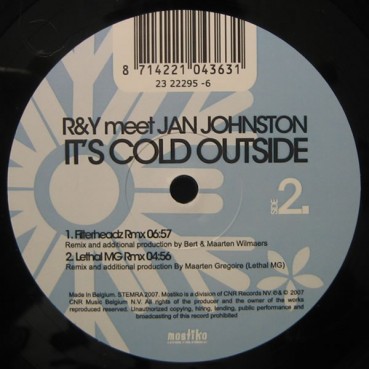 8 714221 043631
23 22295 -6
R&Y meet JAN JOHNSTON
IT'S COLD OUTSIDE
SIDE 2.
1. Filterheadz Rmx 06:57
Remix and additional production by Bert & Maarten Wilmaers
2. Lethal MG Rmx 04:56
Remix and additional production By Maarten Gregoire (Lethal MG)
Made in Belgium. STEMRA 2007. Mostiko is a division of CNR Records NV ℗ & © 2007
CNR Music Belgium N.V. All rights of the producer and the owner of the works
reproduced reserved. Unauthorized copying, hiring, lending, public performance and
broadcasting of this record prohibited
mostiko